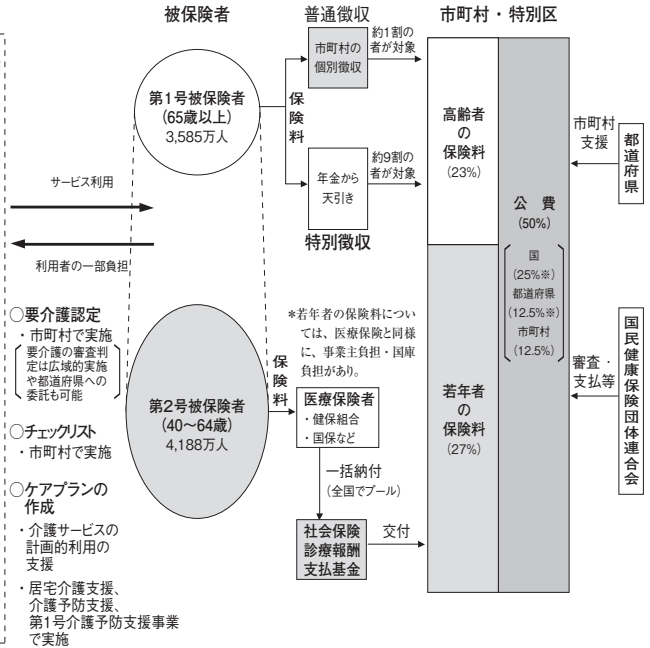 被保険者
普通徴収
市町村・特別区
第1号被保険者
(65歳以上)
3,585万人
保険料
市町村の
個別徴収
約1割の
者が対象
年金から
天引き
約9割の
者が対象
特別徴収
高齢者
の
保険料
(23%)
公　費
(50%)
国
(25%※)
都道府県
(12.5%※)
市町村
(12.5%)
市町村
支援
都道府県
サービス利用
利用者の一部負担
○要介護認定
・市町村で実施
要介護の審査判
定は広域的実施
や都道府県への
委託も可能
○チェックリスト
・市町村で実施
○ケアプランの
作成
・介護サービスの
計画的利用の
支援
・居宅介護支援、
介護予防支援、
第1号介護予防支援事業
で実施
第2号被保険者
(40〜64歳)
4,188万人
保険料
*若年者の保険料につい
ては、医療保険と同様
に、事業主負担・国庫
負担があり。
医療保険者
・健保組合
・国保など
一括納付
(全国でプール)
社会保険
診療報酬
支払基金
交付
若年者
の
保険料
(27%)
審査・
支払等
国民健康保険団体連合会